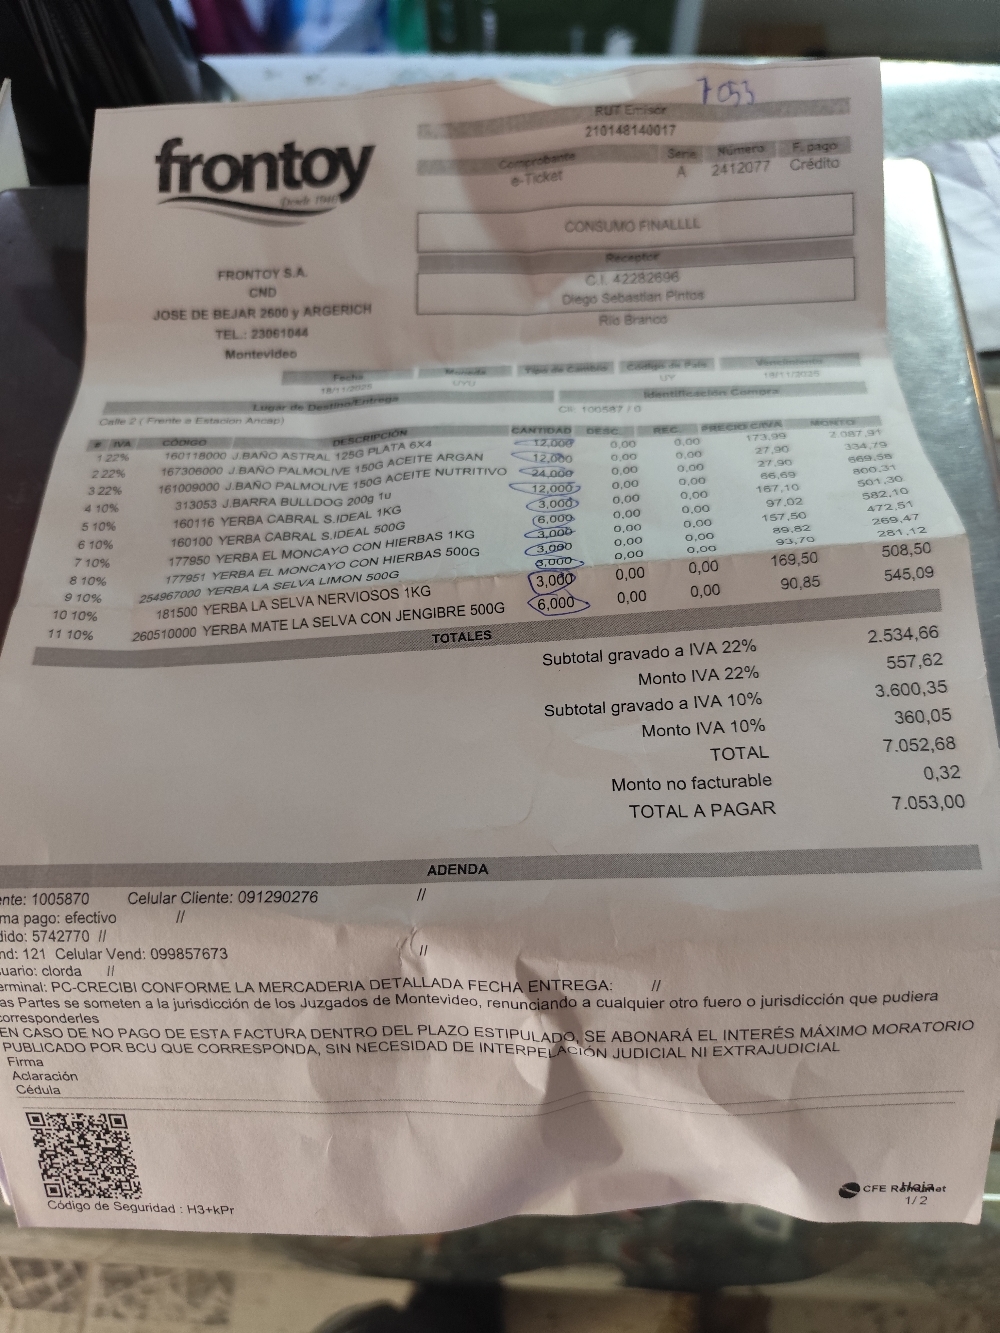 7053
frontoy
Desde 1940
RUT Emisor
210148140017
Comprobante Serie Número F. pago
e-Ticket A 2412077 Crédito
CONSUMO FINALLLL
Receptor
C.I. 42282696
Diego Sebastian Pintos
Rio Branco
FRONTOY S.A.
CND
JOSE DE BEJAR 2600 y ARGERICH
TEL.: 23061044
Montevideo
Fecha Moneda Tipo de Cambio Código de País Vencimiento
18/11/2025 UYU UY 18/11/2025
Lugar de Destino/Entrega Identificación Compra
Calle 2 ( Frente a Estacion Ancap) CI: 100587 / 0
# IVA CÓDIGO DESCRIPCIÓN CANTIDAD DESC. REC. PRECIO C/IVA MONTO
1 22% 160118000 J.BAÑO ASTRAL 125G PLATA 6X4 12,000 0,00 0,00 173,99 2.087,91
2 22% 167306000 J.BAÑO PALMOLIVE 150G ACEITE ARGAN 12,000 0,00 0,00 27,90 334,79
3 22% 161009000 J.BAÑO PALMOLIVE 150G ACEITE NUTRITIVO 24,000 0,00 0,00 27,90 669,58
4 10% 313053 J.BARRA BULLDOG 200g 1u 12,000 0,00 0,00 66,69 800,31
5 10% 160116 YERBA CABRAL S.IDEAL 1KG 3,000 0,00 0,00 167,10 501,30
6 10% 160100 YERBA CABRAL S.IDEAL 500G 6,000 0,00 0,00 97,02 582,10
7 10% 177950 YERBA EL MONCAYO CON HIERBAS 1KG 3,000 0,00 0,00 157,50 472,51
8 10% 177951 YERBA EL MONCAYO CON HIERBAS 500G 3,000 0,00 0,00 89,82 269,47
9 10% 254967000 YERBA LA SELVA LIMON 500G 3,000 0,00 0,00 93,70 281,12
10 10% 181500 YERBA LA SELVA NERVIOSOS 1KG 3,000 0,00 0,00 169,50 508,50
11 10% 260510000 YERBA MATE LA SELVA CON JENGIBRE 500G 6,000 0,00 0,00 90,85 545,09
TOTALES
Subtotal gravado a IVA 22% 2.534,66
Monto IVA 22% 557,62
Subtotal gravado a IVA 10% 3.600,35
Monto IVA 10% 360,05
TOTAL 7.052,68
Monto no facturable 0,32
TOTAL A PAGAR 7.053,00
ADENDA
nte: 1005870 Celular Cliente: 091290276 //
ma pago: efectivo //
dido: 5742770 //
nd: 121 Celular Vend: 099857673 //
uario: clorda //
erminal: PC-CRECIBI CONFORME LA MERCADERIA DETALLADA FECHA ENTREGA: //
as Partes se someten a la jurisdicción de los Juzgados de Montevideo, renunciando a cualquier otro fuero o jurisdicción que pudiera
corresponderles
EN CASO DE NO PAGO DE ESTA FACTURA DENTRO DEL PLAZO ESTIPULADO, SE ABONARÁ EL INTERÉS MÁXIMO MORATORIO
PUBLICADO POR BCU QUE CORRESPONDA, SIN NECESIDAD DE INTERPELACIÓN JUDICIAL NI EXTRAJUDICIAL
Firma
Aclaración
Cédula
Código de Seguridad : H3+kPr
CFE
Hoja
1/ 2